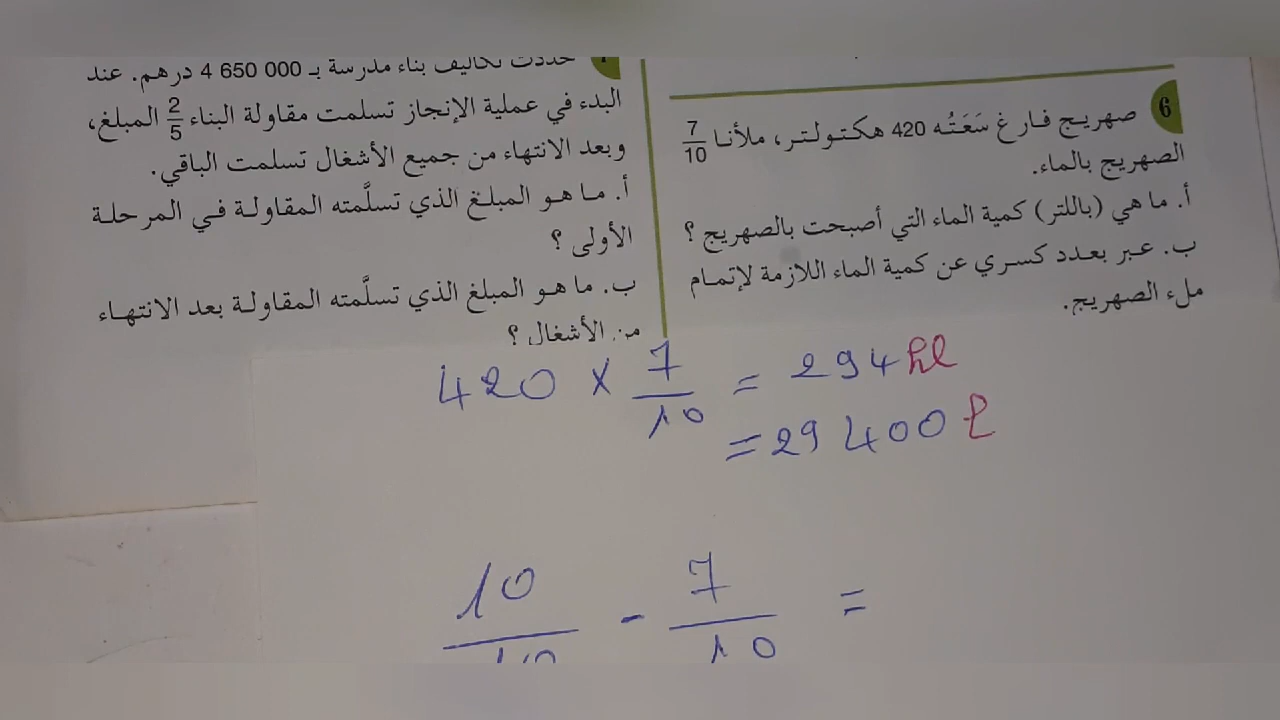 6 صهريج فارغ سَعَتُه 420 هكتولتر، ملأنا 7/10
الصهريج بالماء.
أ. ما هي (باللتر) كمية الماء التي أصبحت بالصهريج ؟
ب. عبر بعدد كسري عن كمية الماء اللازمة لإتمام
ملء الصهريج.
حددت تكاليف بناء مدرسة بـ 000 650 4 درهم. عند
البدء في عملية الإنجاز تسلمت مقاولة البناء 2/5 المبلغ،
وبعد الانتهاء من جميع الأشغال تسلمت الباقي.
أ. ما هو المبلغ الذي تسلَّمته المقاولة في المرحلة
الأولى ؟
ب. ما هو المبلغ الذي تسلَّمته المقاولة بعد الانتهاء
من الأشغال ؟
420 × 7/10 = 294 hl
= 29 400 l
10/10 - 7/10 =